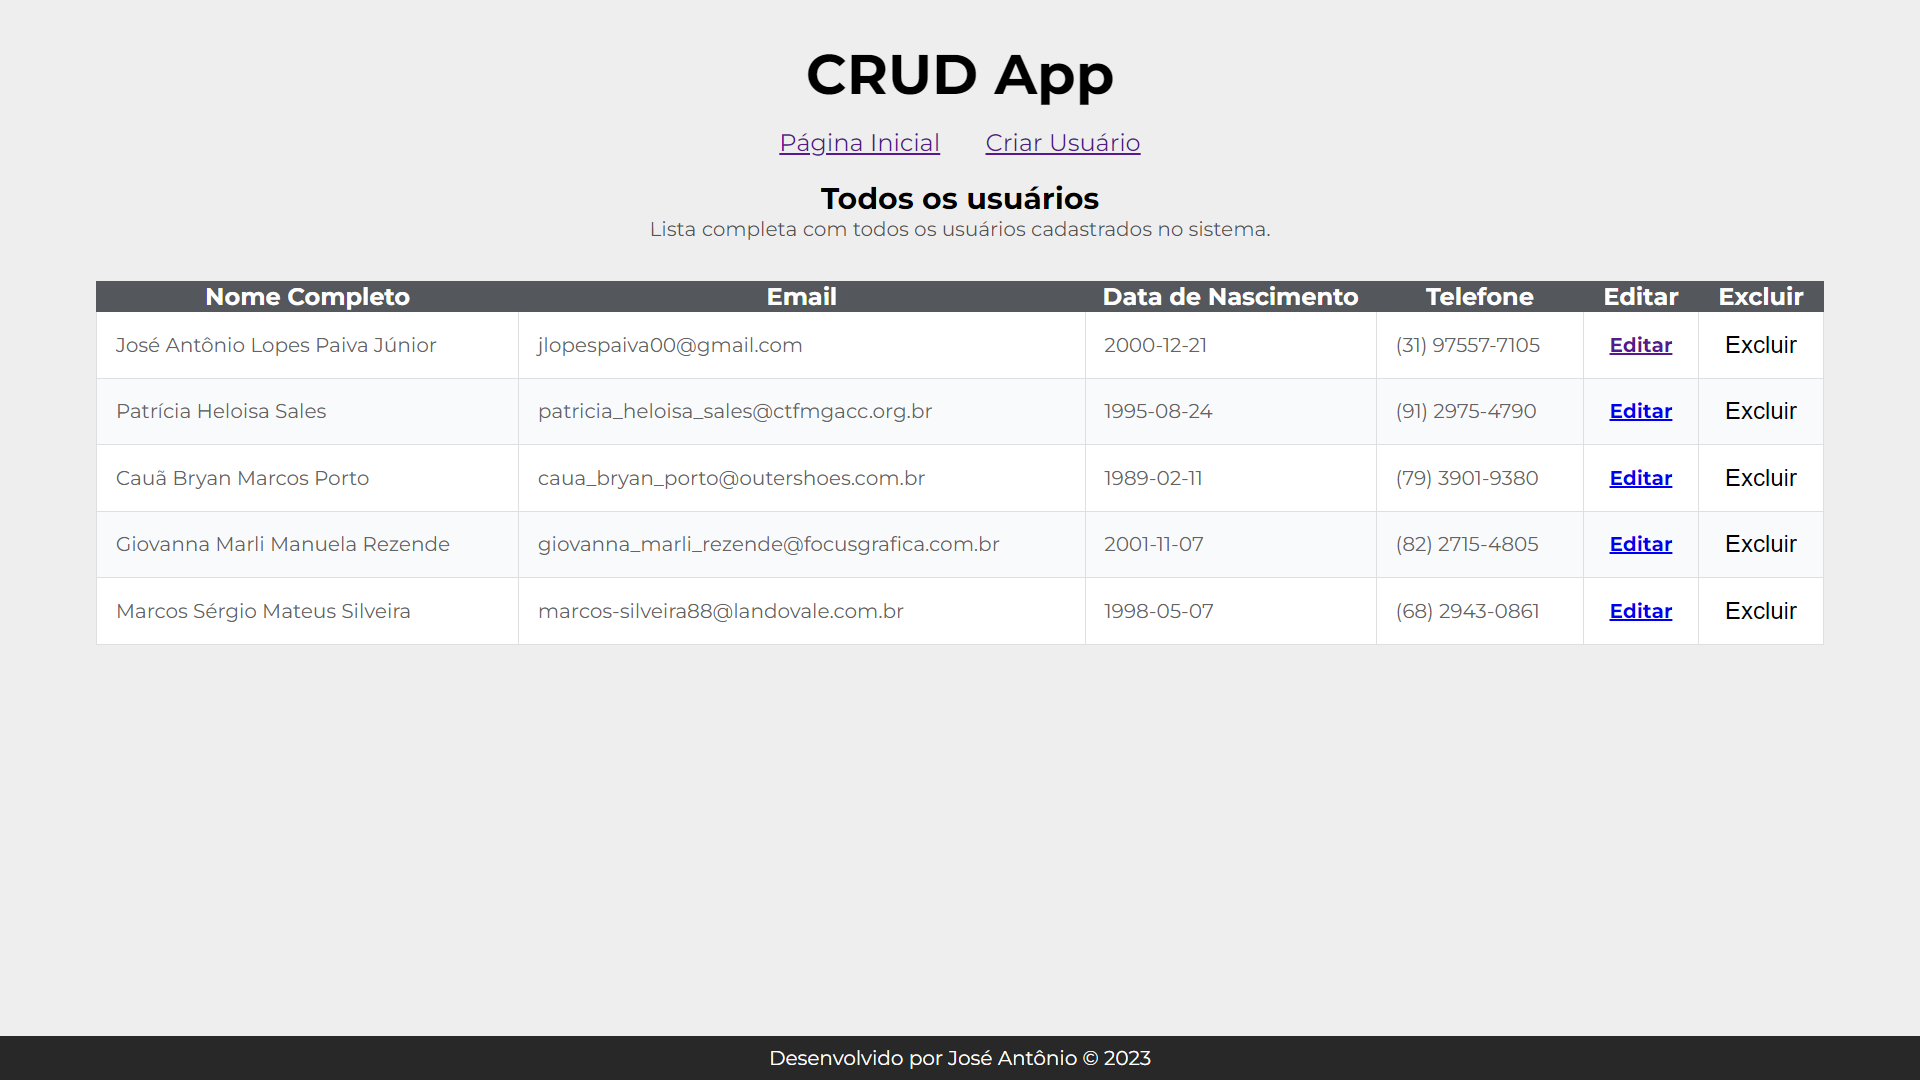 CRUD App
Página Inicial Criar Usuário
Todos os usuários
Lista completa com todos os usuários cadastrados no sistema.
Nome Completo Email Data de Nascimento Telefone Editar Excluir
José Antônio Lopes Paiva Júnior jlopespaiva00@gmail.com 2000-12-21 (31) 97557-7105 Editar Excluir
Patrícia Heloisa Sales patricia_heloisa_sales@ctfmgacc.org.br 1995-08-24 (91) 2975-4790 Editar Excluir
Cauã Bryan Marcos Porto caua_bryan_porto@outershoes.com.br 1989-02-11 (79) 3901-9380 Editar Excluir
Giovanna Marli Manuela Rezende giovanna_marli_rezende@focusgrafica.com.br 2001-11-07 (82) 2715-4805 Editar Excluir
Marcos Sérgio Mateus Silveira marcos-silveira88@landovale.com.br 1998-05-07 (68) 2943-0861 Editar Excluir
Desenvolvido por José Antônio © 2023